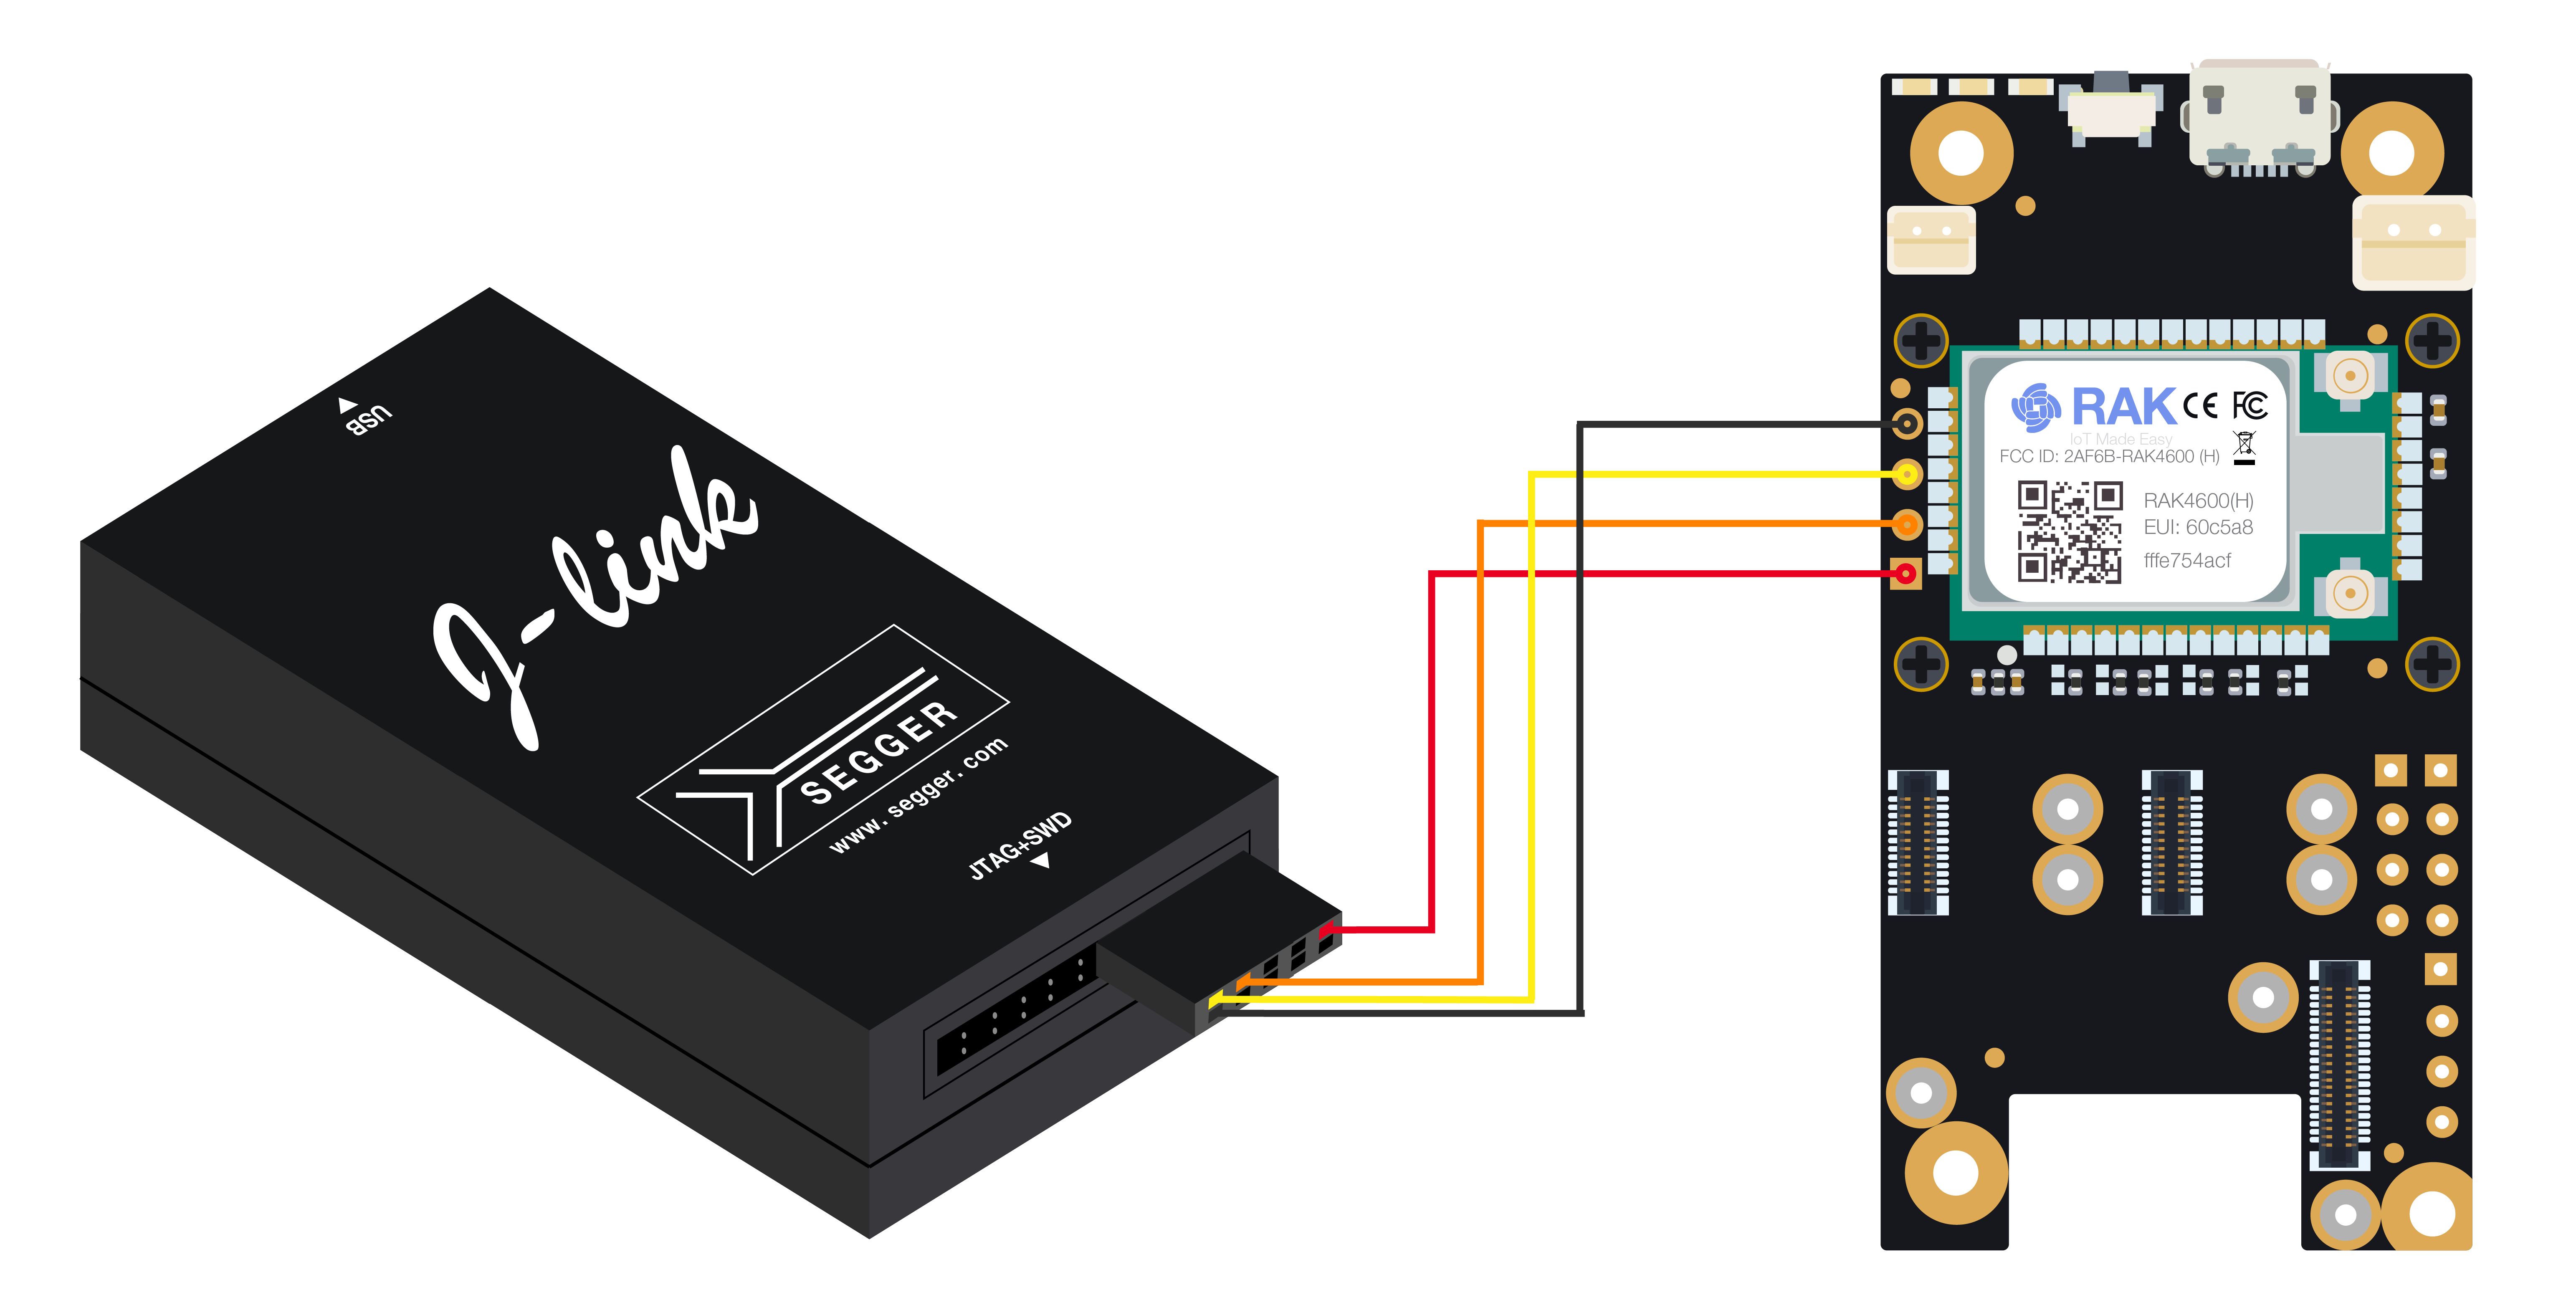 USB
J-link
SEGGER
www.segger.com
JTAG+SWD
RAK CE FC
IoT Made Easy
FCC ID: 2AF6B-RAK4600 (H)
RAK4600(H)
EUI: 60c5a8
fffe754acf